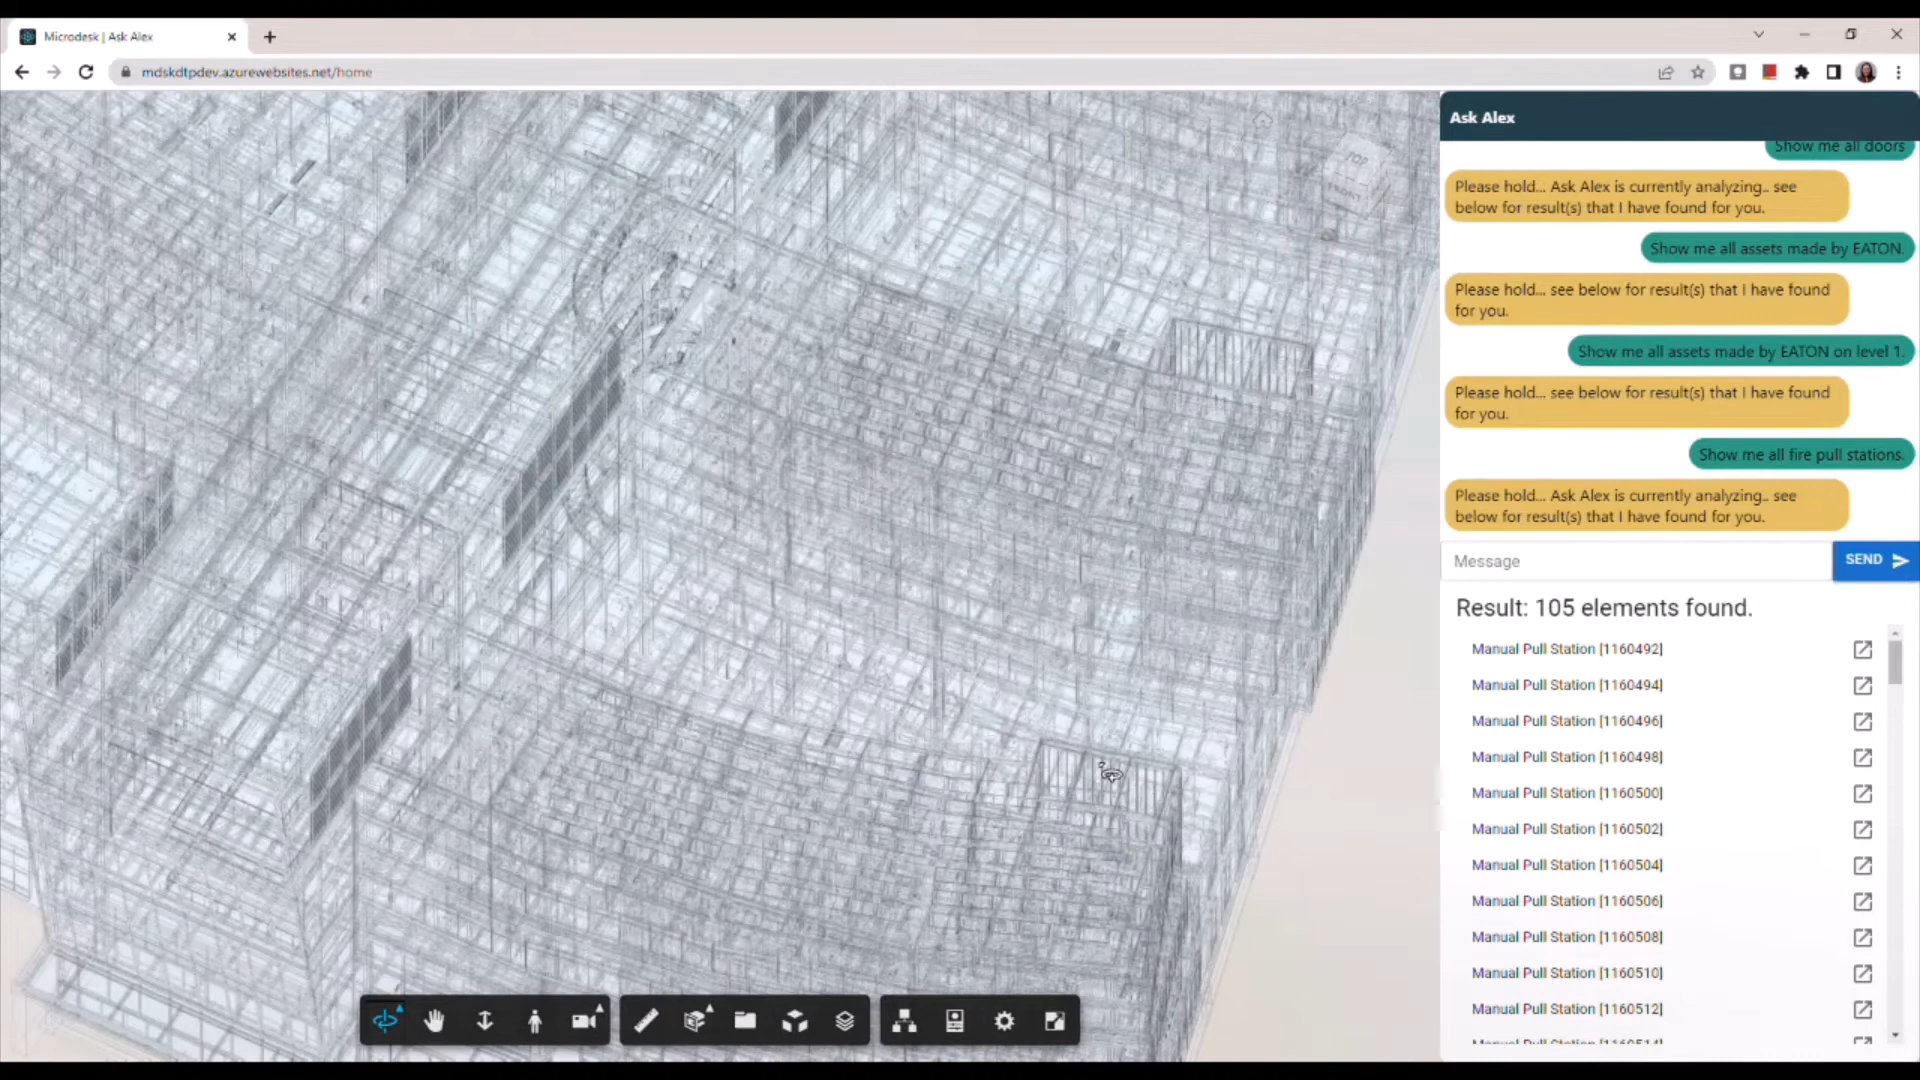 Microdesk | Ask Alex
mdskdtpdev.azurewebsites.net/home
TOP
FRONT
Ask Alex
Show me all doors
Please hold... Ask Alex is currently analyzing.. see
below for result(s) that I have found for you.
Show me all assets made by EATON.
Please hold... see below for result(s) that I have found
for you.
Show me all assets made by EATON on level 1.
Please hold... see below for result(s) that I have found
for you.
Show me all fire pull stations.
Please hold... Ask Alex is currently analyzing.. see
below for result(s) that I have found for you.
Message
SEND
Result: 105 elements found.
Manual Pull Station [1160492]
Manual Pull Station [1160494]
Manual Pull Station [1160496]
Manual Pull Station [1160498]
Manual Pull Station [1160500]
Manual Pull Station [1160502]
Manual Pull Station [1160504]
Manual Pull Station [1160506]
Manual Pull Station [1160508]
Manual Pull Station [1160510]
Manual Pull Station [1160512]
Manual Pull Station [1160514]